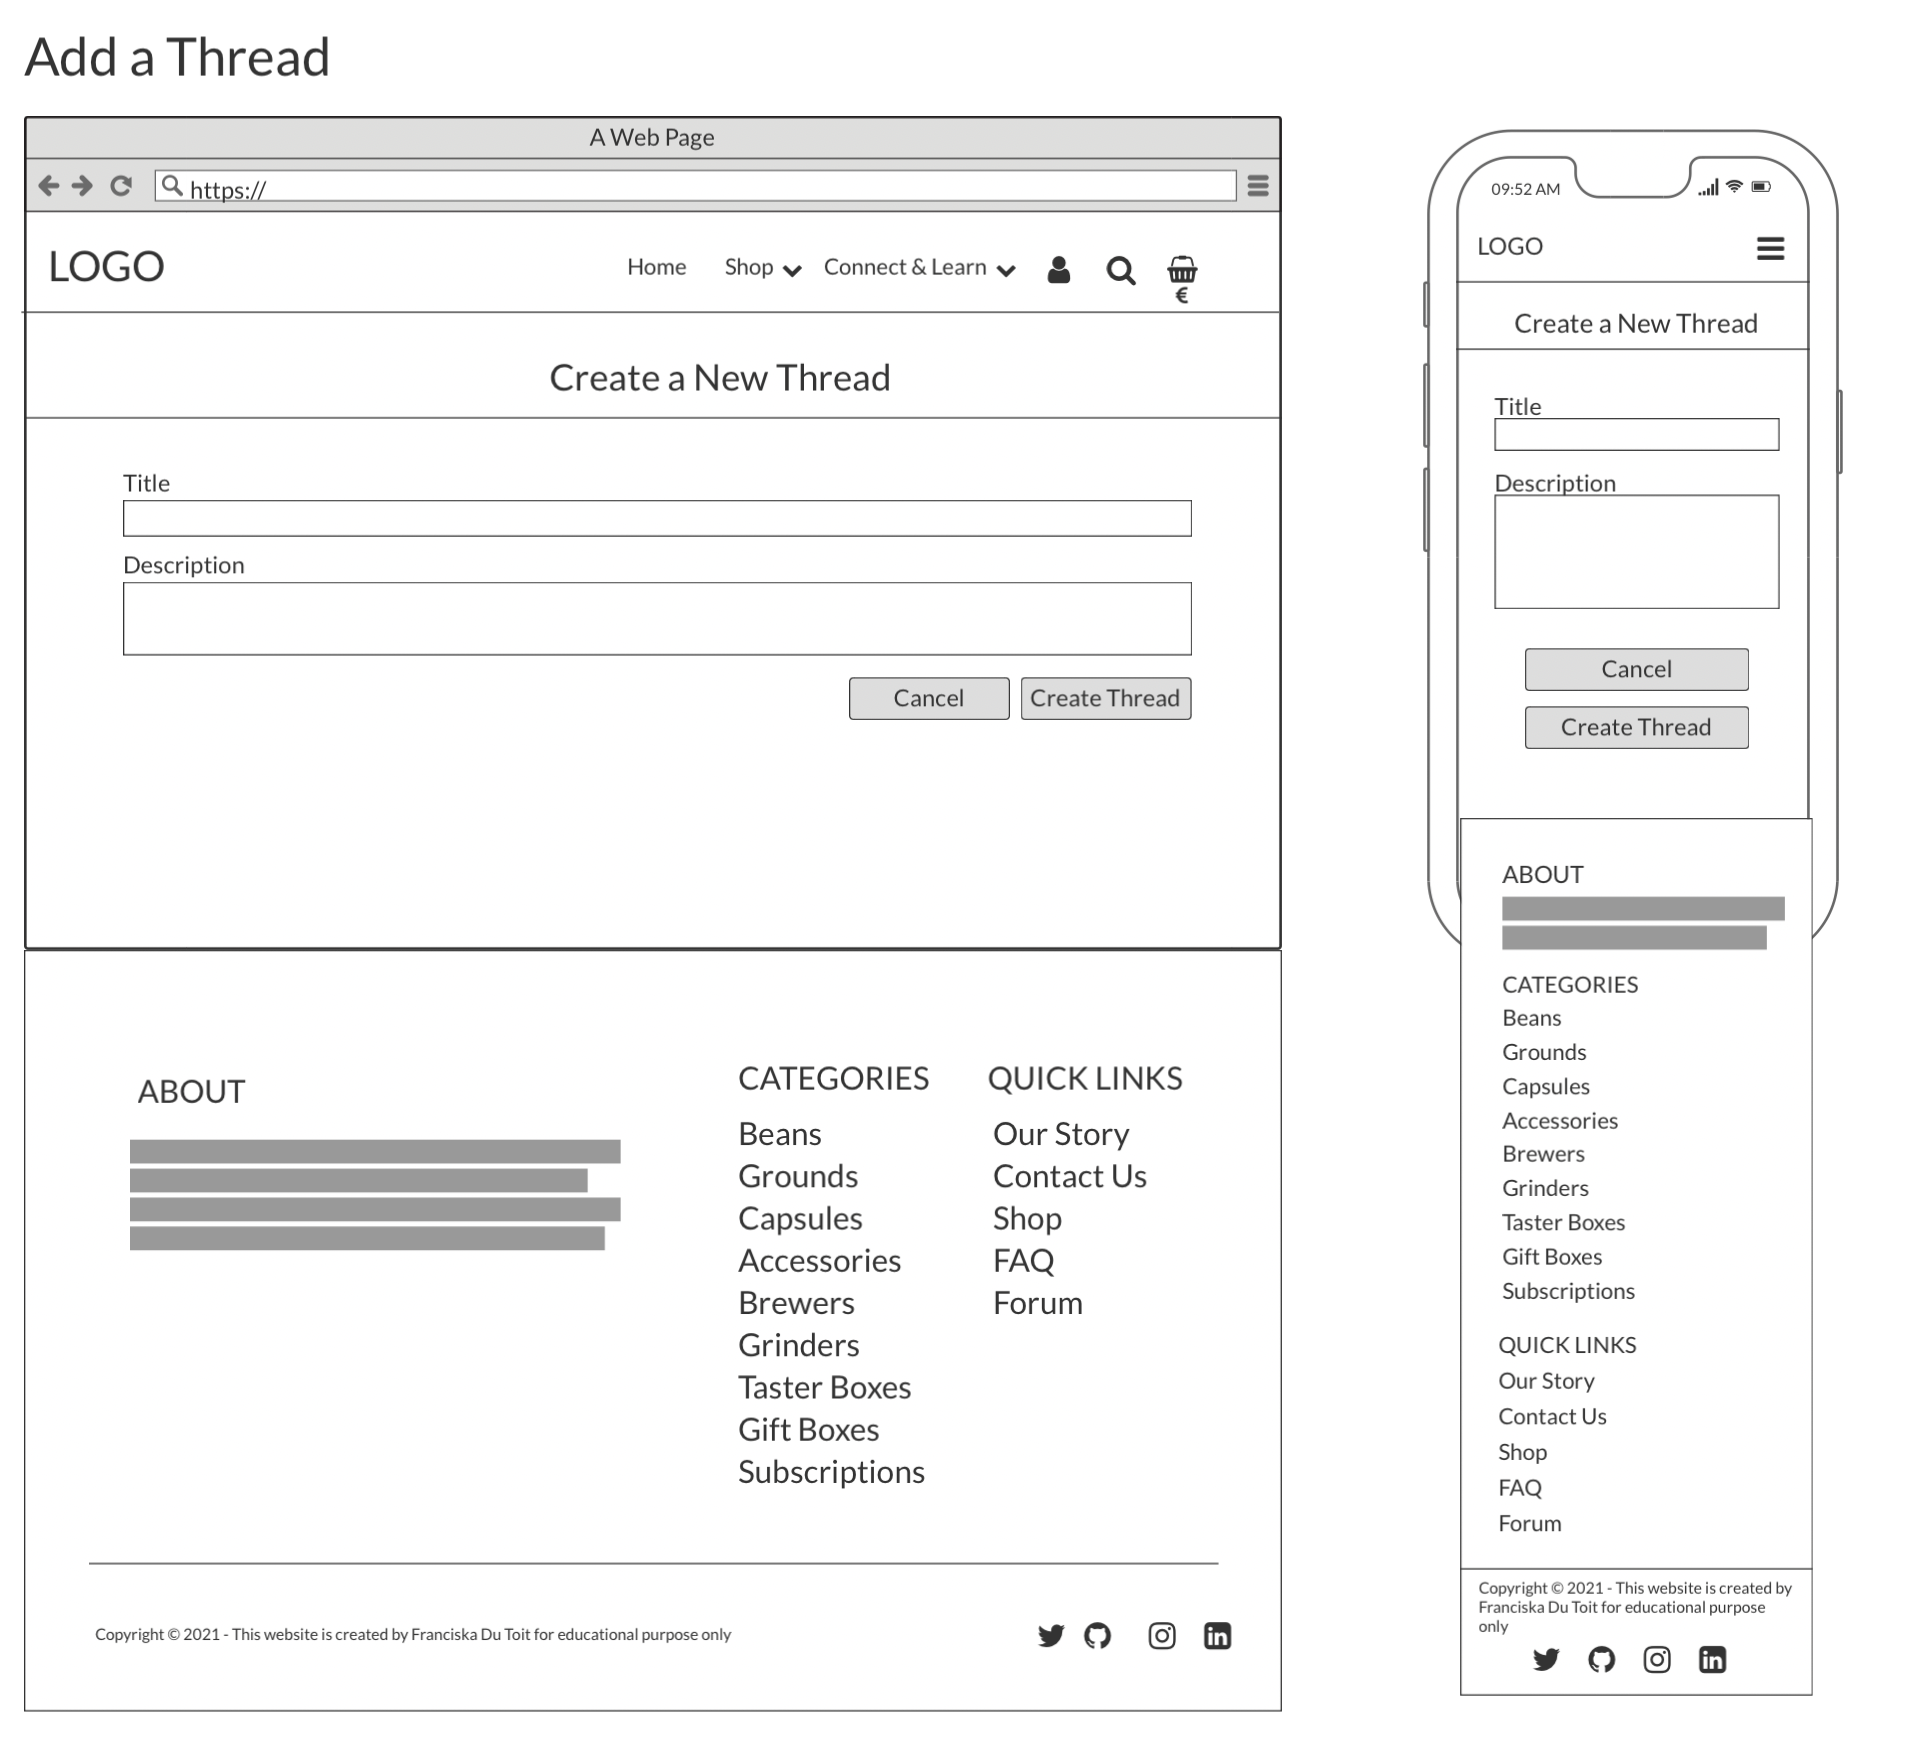 Add a Thread
A Web Page
https://
LOGO
Home
Shop
Connect & Learn
€
Create a New Thread
Title
Description
Cancel
Create Thread
ABOUT
CATEGORIES
Beans
Grounds
Capsules
Accessories
Brewers
Grinders
Taster Boxes
Gift Boxes
Subscriptions
QUICK LINKS
Our Story
Contact Us
Shop
FAQ
Forum
Copyright © 2021 - This website is created by Franciska Du Toit for educational purpose only
in
09:52 AM
LOGO
Create a New Thread
Title
Description
Cancel
Create Thread
ABOUT
CATEGORIES
Beans
Grounds
Capsules
Accessories
Brewers
Grinders
Taster Boxes
Gift Boxes
Subscriptions
QUICK LINKS
Our Story
Contact Us
Shop
FAQ
Forum
Copyright © 2021 - This website is created by
Franciska Du Toit for educational purpose
only
in